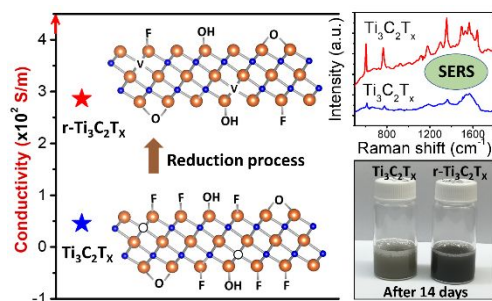 Conductivity (x10² S/m)
4
3
2
1
0
-1
F
OH
O
V
V
O
OH
F
r-Ti₃C₂Tₓ
Reduction process
F
F
OH
F
O
Ti₃C₂Tₓ
O
F
OH
F
Intensity (a.u.)
Ti₃C₂Tₓ
SERS
Ti₃C₂Tₓ
800
1200
1600
Raman shift (cm⁻¹)
Ti₃C₂Tₓ
r-Ti₃C₂Tₓ
After 14 days